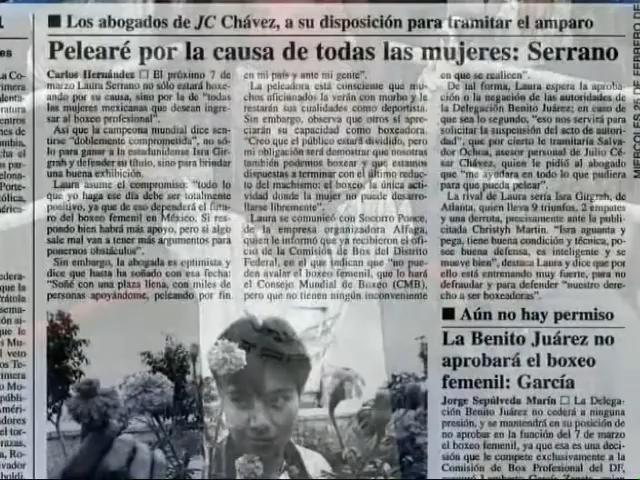 Los abogados de JC Chávez, a su disposición para tramitar el amparo
Pelearé por la causa de todas las mujeres: Serrano
Carlos Hernández □ El próximo 7 de
marzo Laura Serrano no sólo estará boxe-
ando por su causa, sino por la de "todas
las mujeres mexicanas que desean ingre-
sar al boxeo profesional".
Así que la campeona mundial dice sen-
tirse "doblemente comprometida", no só-
lo para ganar a la estadunidense Isra Gir-
gah y defender su título, sino para brindar
una buena exhibición.
Laura asume el compromiso: "todo lo
que yo haga ese día debe ser totalmente
positivo, ya que de eso dependerá el futu-
ro del boxeo femenil en México. Si res-
pondo bien habrá más apoyo, pero si algo
sale mal van a tener más argumentos para
ponernos obstáculos".
Sin embargo, la abogada es optimista y
dice que hasta ha soñado con esa fecha:
"Soñé con una plaza llena, con miles de
personas apoyándome, peleando por fin
en mi país y ante mi gente".
La peleadora está consciente que mu-
chos aficionados la verán con morbo y le
restarán sus cualidades como deportista.
Sin embargo, observa que otros sí apre-
ciarán su capacidad como boxeadora.
"Creo que el público estará dividido, pero
mi obligación será demostrar que nosotras
también podemos boxear y que estamos
dispuestas a terminar con el último reduc-
to del machismo: el boxeo, la única acti-
vidad donde la mujer no puede desarro-
llarse libremente".
Laura se comunicó con Socorro Ponce,
de la empresa organizadora Alfaga,
quien le informó que ya recibieron el ofi-
cio de la Comisión de Box del Distrito
Federal, en el que indican que "no pue-
den avalar el boxeo femenil, que lo hará
el Consejo Mundial de Boxeo (CMB),
pero que no tienen ningún inconveniente
en que se realicen".
De tal forma, Laura espera la aproba-
ción o la negación de las autoridades de
la Delegación Benito Juárez; en caso de
que sea lo segundo, "eso nos servirá para
solicitar la suspensión del acto de autori-
dad", que por cierto lo tramitaría Salva-
dor Ochoa, asesor personal de Julio Cé-
sar Chávez, quien le pidió al abogado que
"me ayudara en todo lo que pudiera
para que pueda pelear".
La rival de Laura sería Isra Girgrah, de
Atlanta, quien lleva 9 triunfos, 2 empates
y una derrota, precisamente ante la publi-
citada Christyh Martin. "Isra aguanta y
pega, tiene buena condición y técnica, po-
see buena defensa, es inteligente y se
mueve bien", destaca Laura y dice que por
ello está entrenando muy fuerte, para no
defraudar y para defender "nuestro dere-
cho a ser boxeadoras".
Aún no hay permiso
La Benito Juárez no
aprobará el boxeo
femenil: García
Jorge Sepúlveda Marín □ La Delega-
ción Benito Juárez no cederá a ninguna
presión, y se mantendrá en su posición de
no aprobar en la función del 7 de marzo
el boxeo femenil, ya que esa es una deci-
sión que le compete exclusivamente a la
Comisión de Box Profesional del DF,